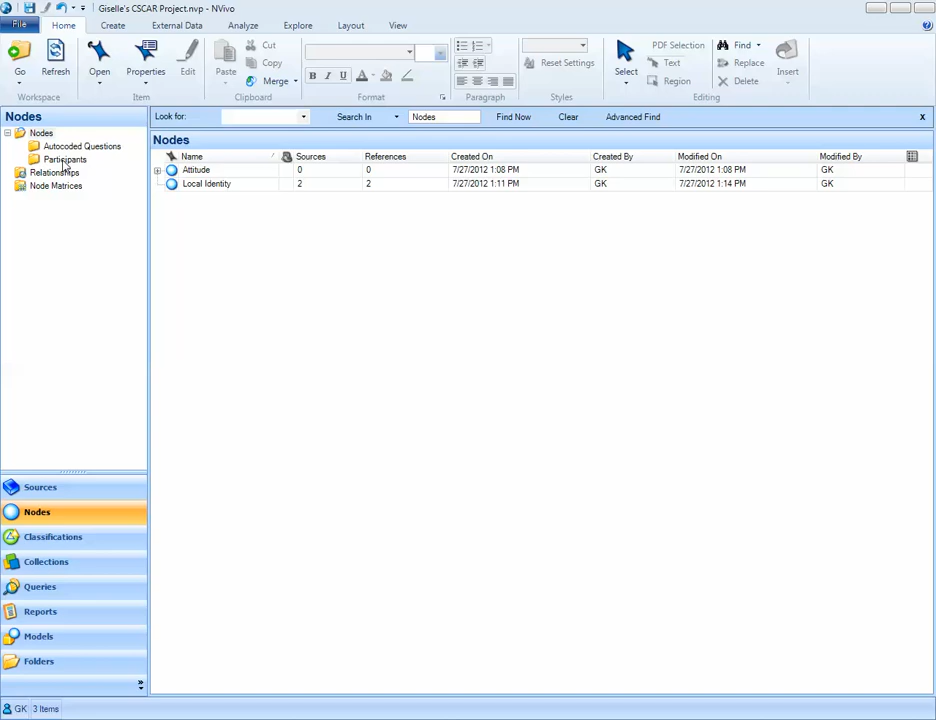 Giselle's CSCAR Project.nvp - NVivo
File Home Create External Data Analyze Explore Layout View
Go Refresh Open Properties Edit Paste Cut Copy Merge
B I U
Reset Settings Select PDF Selection Text Region Find Replace Delete Insert
Workspace Item Clipboard Format Paragraph Styles Editing
Nodes Look for: Search In Nodes Find Now Clear Advanced Find x
Nodes
Autocoded Questions
Participants
Relationships
Node Matrices
Nodes
Name Sources References Created On Created By Modified On Modified By
Attitude 0 0 7/27/2012 1:08 PM GK 7/27/2012 1:08 PM GK
Local Identity 2 2 7/27/2012 1:11 PM GK 7/27/2012 1:14 PM GK
Sources
Nodes
Classifications
Collections
Queries
Reports
Models
Folders
GK 3 Items